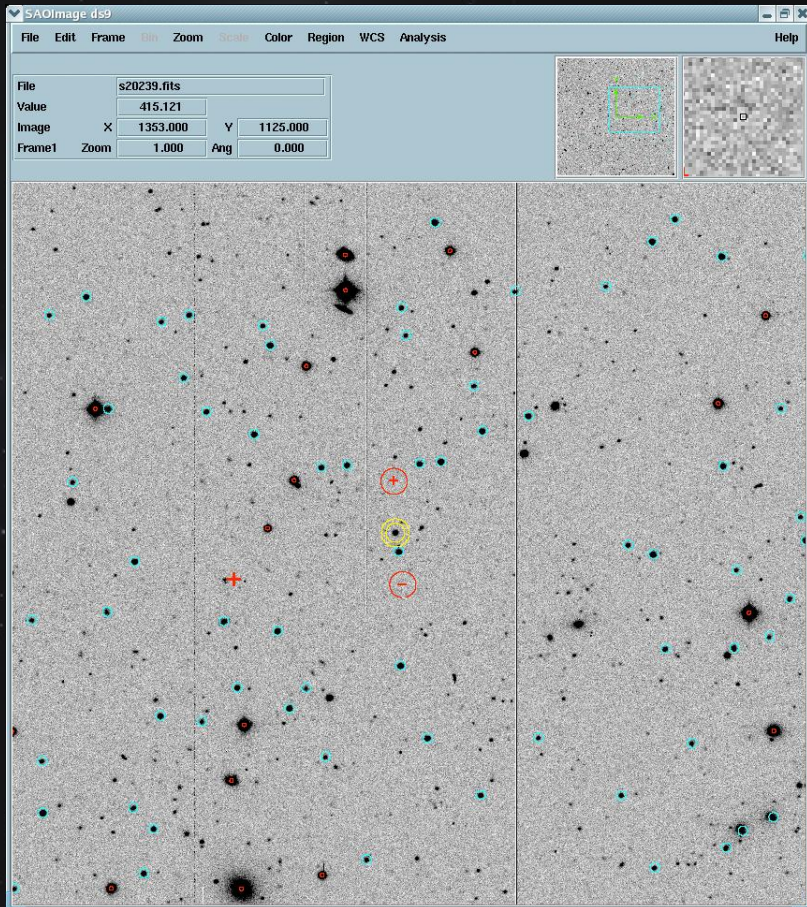 SAOImage ds9
File Edit Frame Bin Zoom Scale Color Region WCS Analysis Help
File s20239.fits
Value 415.121
Image X 1353.000 Y 1125.000
Frame1 Zoom 1.000 Ang 0.000